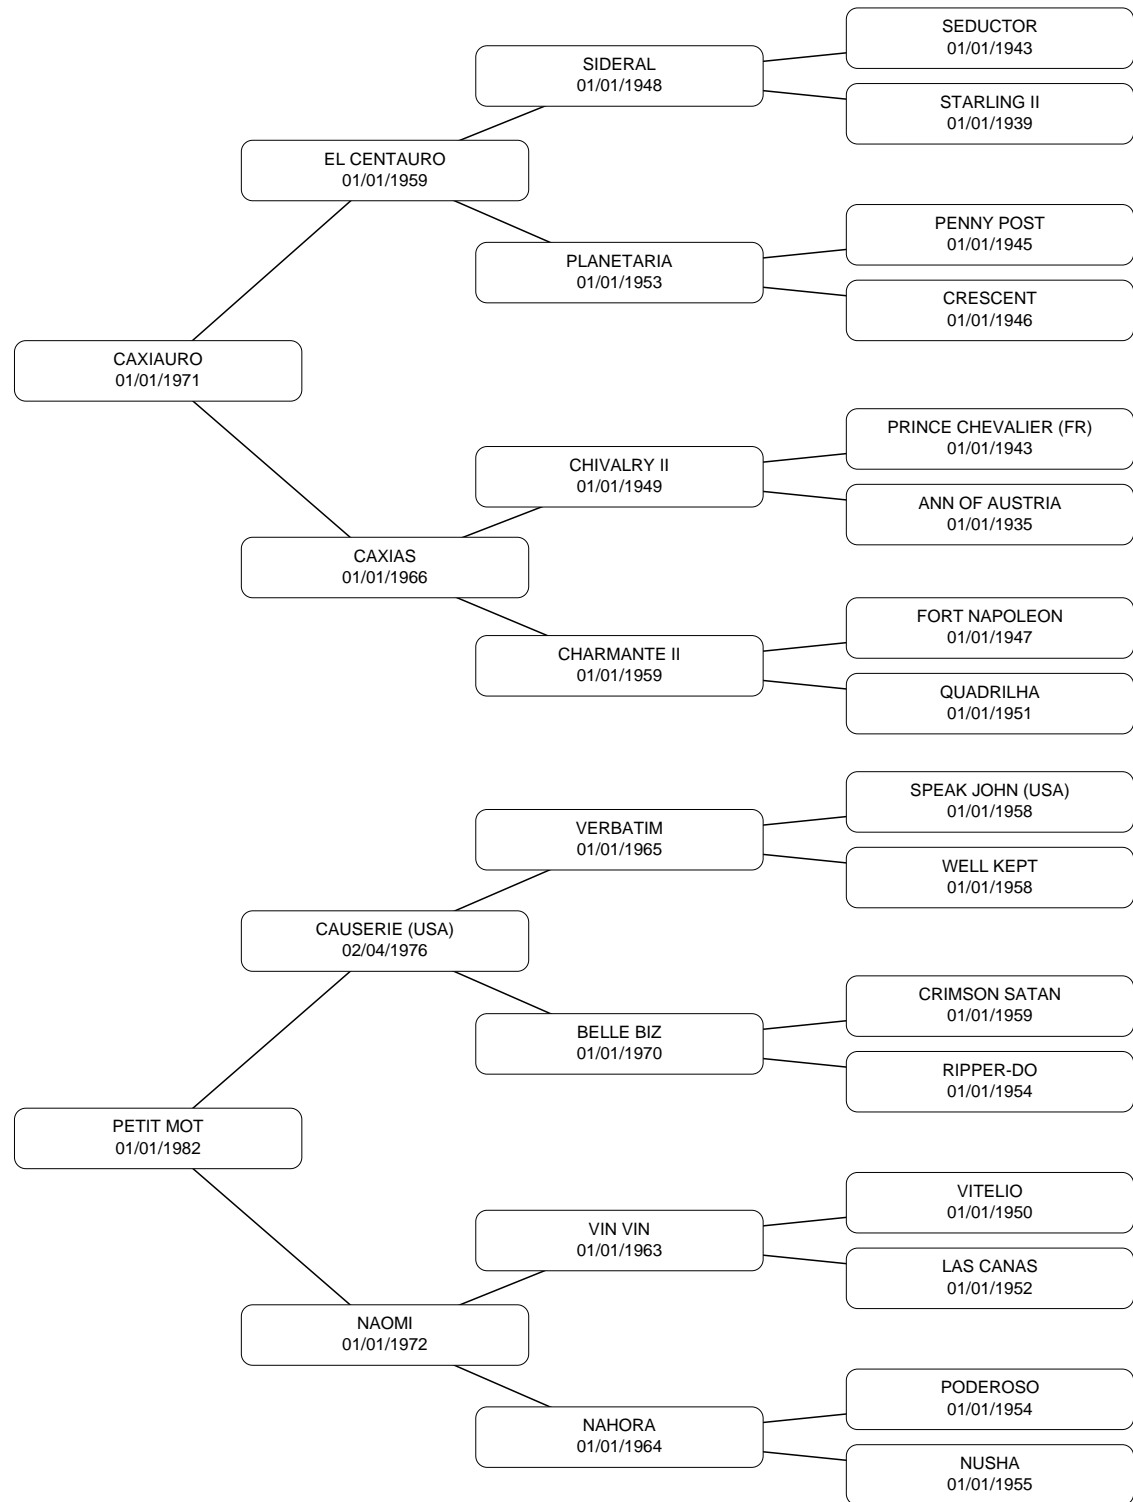 SEDUCTOR
01/01/1943
SIDERAL
01/01/1948
STARLING II
01/01/1939
EL CENTAURO
01/01/1959
PENNY POST
01/01/1945
PLANETARIA
01/01/1953
CRESCENT
01/01/1946
CAXIAURO
01/01/1971
PRINCE CHEVALIER (FR)
01/01/1943
CHIVALRY II
01/01/1949
ANN OF AUSTRIA
01/01/1935
CAXIAS
01/01/1966
FORT NAPOLEON
01/01/1947
CHARMANTE II
01/01/1959
QUADRILHA
01/01/1951
SPEAK JOHN (USA)
01/01/1958
VERBATIM
01/01/1965
WELL KEPT
01/01/1958
CAUSERIE (USA)
02/04/1976
CRIMSON SATAN
01/01/1959
BELLE BIZ
01/01/1970
RIPPER-DO
01/01/1954
PETIT MOT
01/01/1982
VITELIO
01/01/1950
VIN VIN
01/01/1963
LAS CANAS
01/01/1952
NAOMI
01/01/1972
PODEROSO
01/01/1954
NAHORA
01/01/1964
NUSHA
01/01/1955